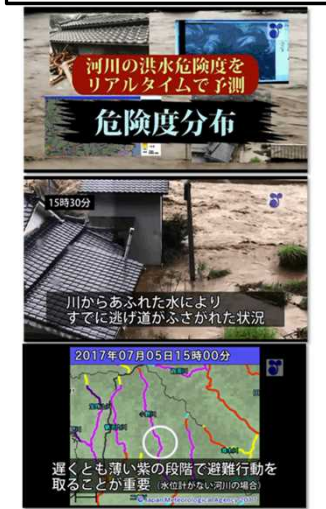 河川の洪水危険度を
リアルタイムで予測
危険度分布
15時30分
川からあふれた水により
すでに逃げ道がふさがれた状況
2017年07月05日15時00分
遅くとも薄い紫の段階で避難行動を
取ることが重要（水位計がない河川の場合）